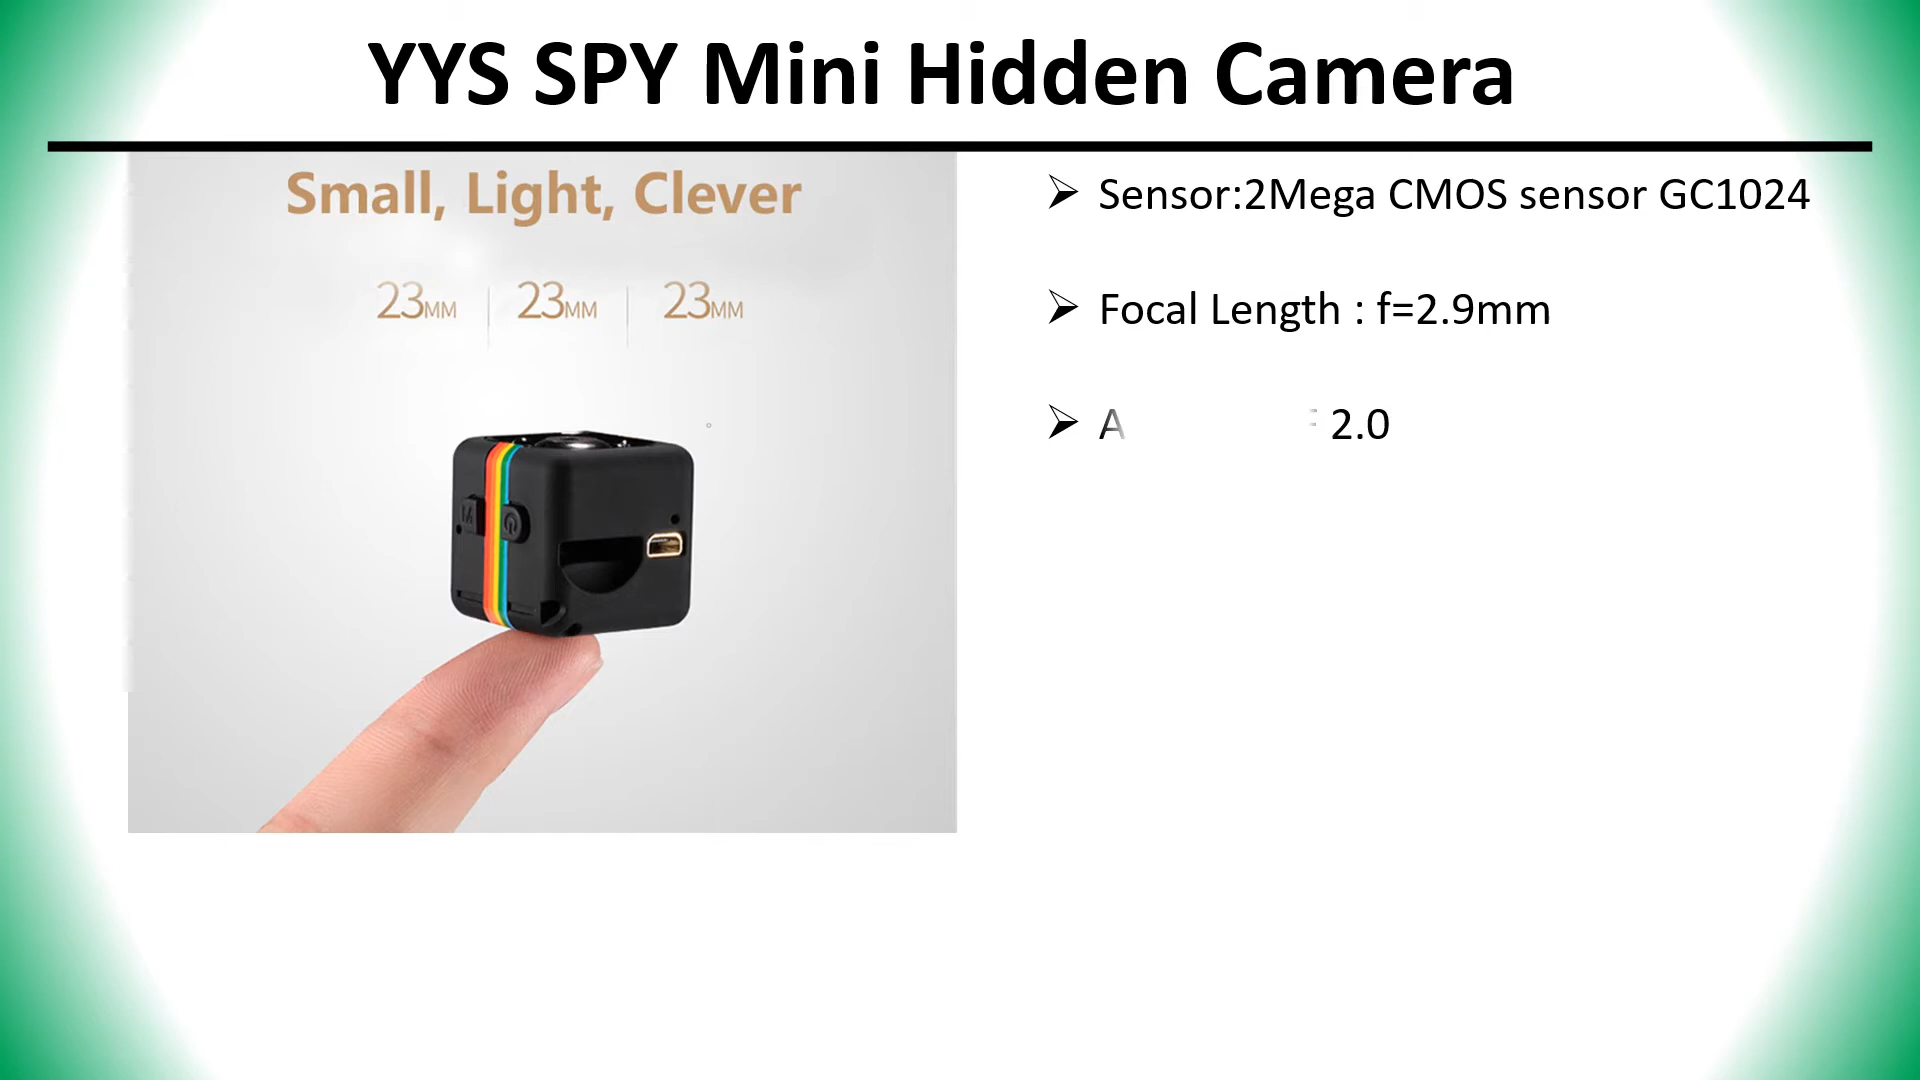 YYS SPY Mini Hidden Camera
Small, Light, Clever
23MM 23MM 23MM
M
➢ Sensor:2Mega CMOS sensor GC1024
➢ Focal Length : f=2.9mm
➢ A 2.0